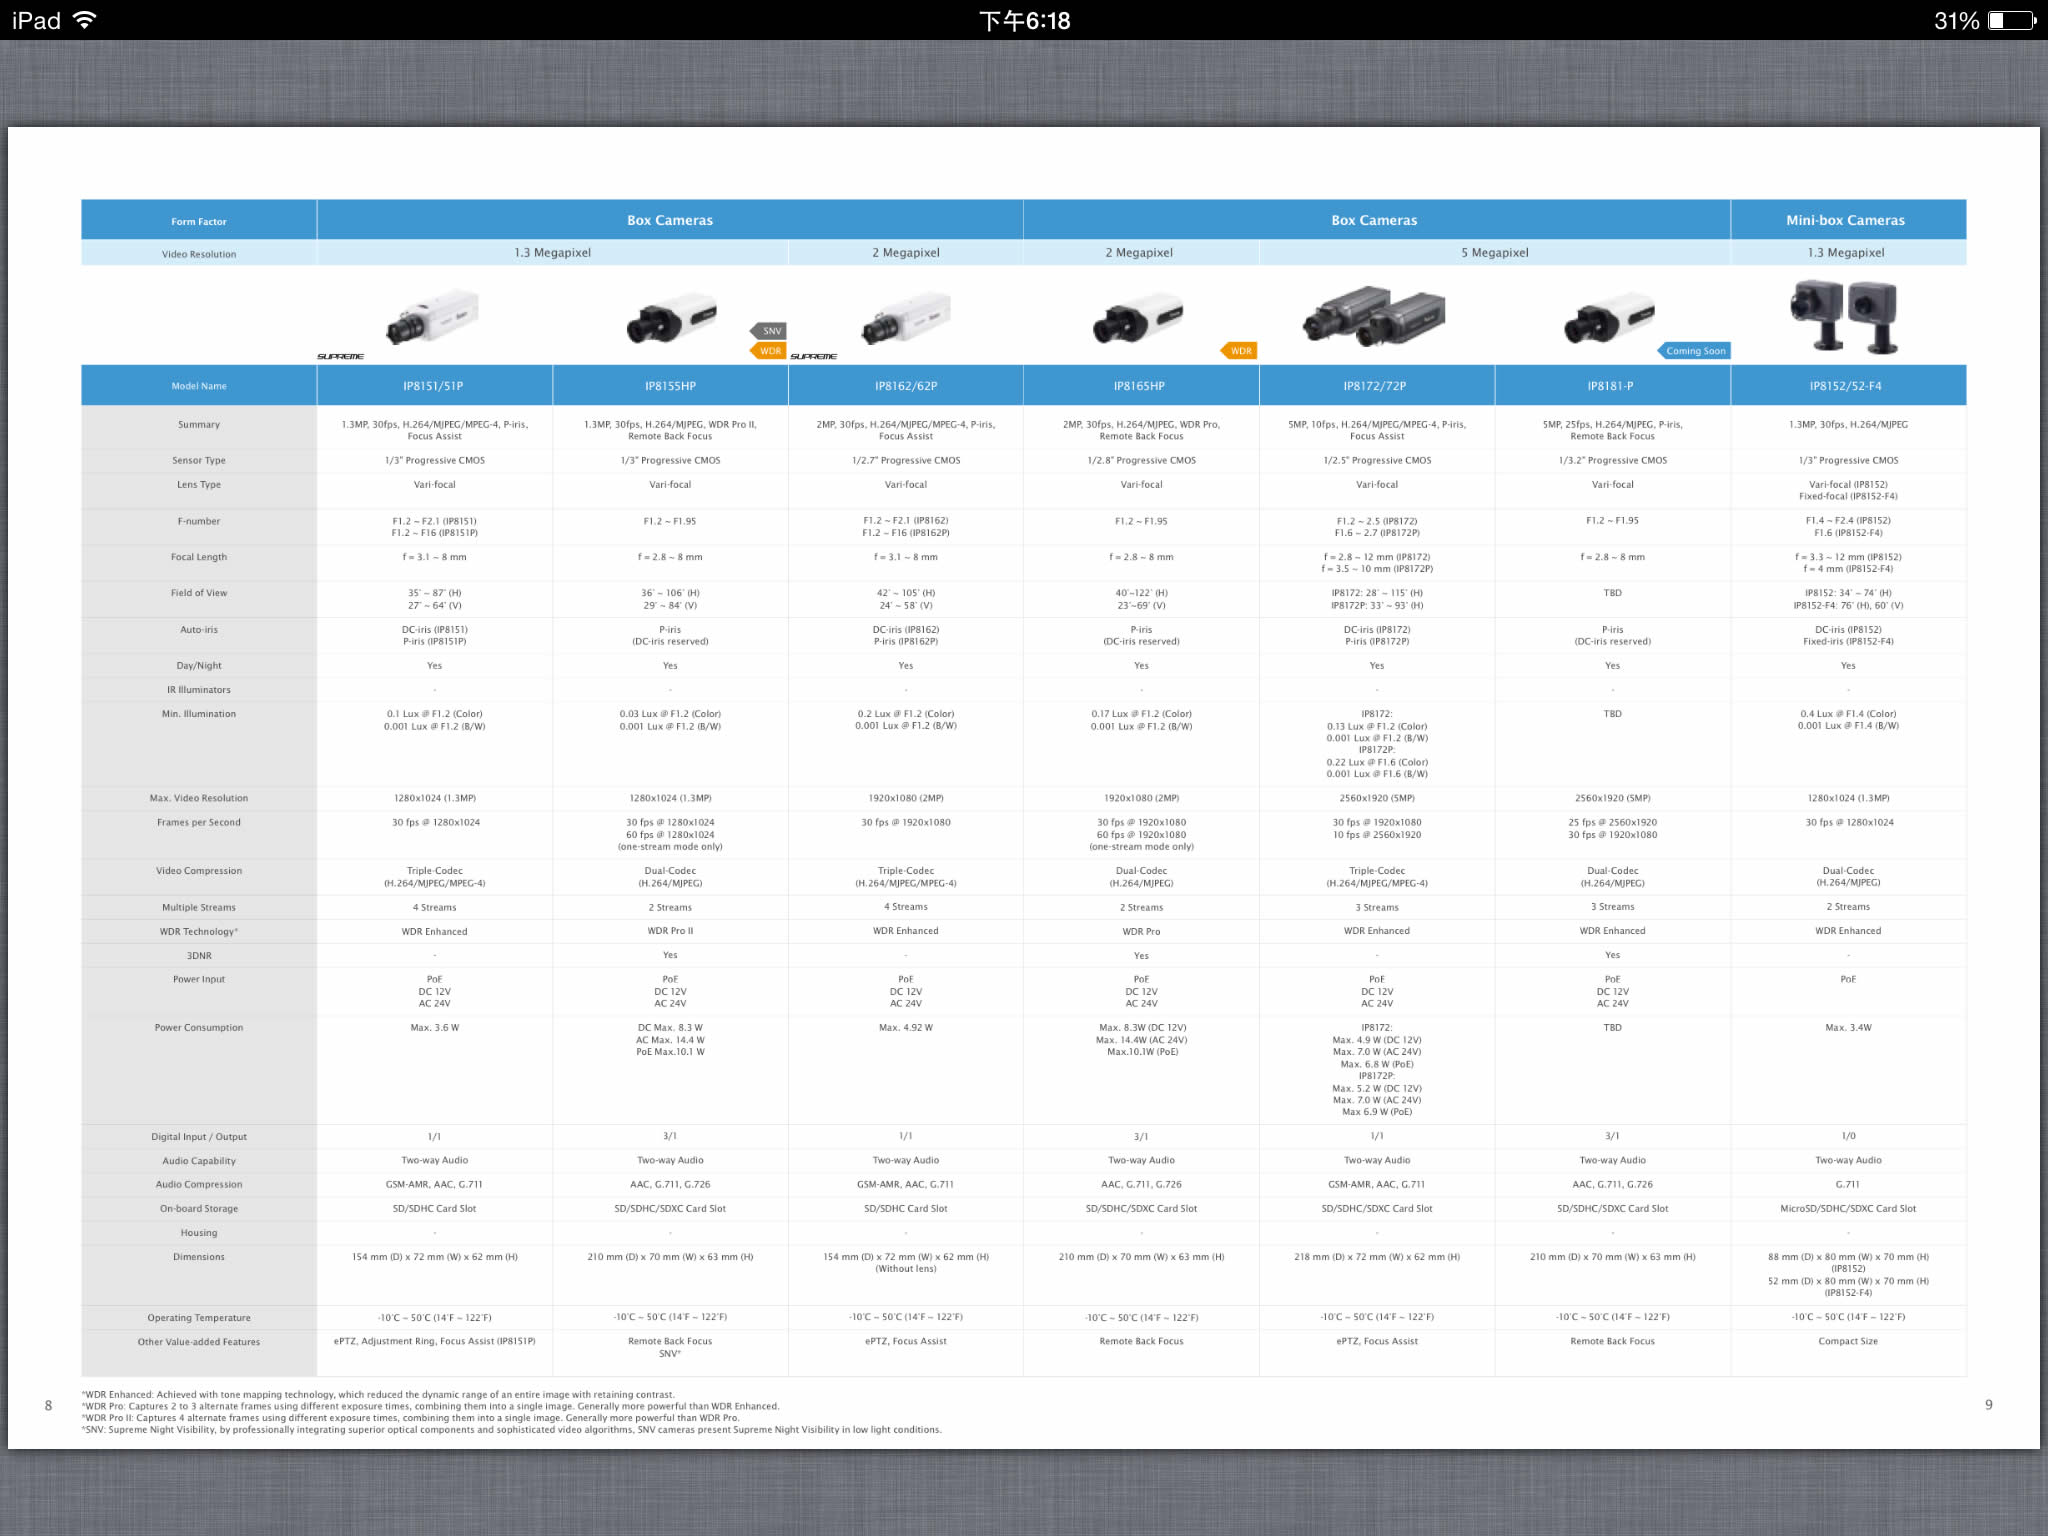 iPad
下午6:18
31%
Form Factor Box Cameras Box Cameras Mini-box Cameras
Video Resolution 1.3 Megapixel 2 Megapixel 2 Megapixel 5 Megapixel 1.3 Megapixel
SNV
WDR WDR Coming Soon
SUPREME SUPREME
Model Name IP8151/51P IP8155HP IP8162/62P IP8165HP IP8172/72P IP8181-P IP8152/52-F4
Summary 1.3MP, 30fps, H.264/MJPEG/MPEG-4, P-iris, 1.3MP, 30fps, H.264/MJPEG, WDR Pro II, 2MP, 30fps, H.264/MJPEG/MPEG-4, P-iris, 2MP, 30fps, H.264/MJPEG, WDR Pro, 5MP, 10fps, H.264/MJPEG/MPEG-4, P-iris, 5MP, 25fps, H.264/MJPEG, P-iris, 1.3MP, 30fps, H.264/MJPEG
Focus Assist Remote Back Focus Focus Assist Remote Back Focus Focus Assist Remote Back Focus
Sensor Type 1/3" Progressive CMOS 1/3" Progressive CMOS 1/2.7" Progressive CMOS 1/2.8" Progressive CMOS 1/2.5" Progressive CMOS 1/3.2" Progressive CMOS 1/3" Progressive CMOS
Lens Type Vari-focal Vari-focal Vari-focal Vari-focal Vari-focal Vari-focal Vari-focal (IP8152)
Fixed-focal (IP8152-F4)
F-number F1.2 ~ F2.1 (IP8151) F1.2 ~ F1.95 F1.2 ~ F2.1 (IP8162) F1.2 ~ F1.95 F1.2 ~ 2.5 (IP8172) F1.2 ~ F1.95 F1.4 ~ F2.4 (IP8152)
F1.2 ~ F16 (IP8151P) F1.2 ~ F16 (IP8162P) F1.6 ~ 2.7 (IP8172P) F1.6 (IP8152-F4)
Focal Length f = 3.1 ~ 8 mm f = 2.8 ~ 8 mm f = 3.1 ~ 8 mm f = 2.8 ~ 8 mm f = 2.8 ~ 12 mm (IP8172) f = 2.8 ~ 8 mm f = 3.3 ~ 12 mm (IP8152)
f = 3.5 ~ 10 mm (IP8172P) f = 4 mm (IP8152-F4)
Field of View 35° ~ 87° (H) 36° ~ 106° (H) 42° ~ 105° (H) 40°~122° (H) IP8172: 28° ~ 115° (H) TBD IP8152: 34° ~ 74° (H)
27° ~ 64° (V) 29° ~ 84° (V) 24° ~ 58° (V) 23°~69° (V) IP8172P: 33° ~ 93° (H) IP8152-F4: 76° (H), 60° (V)
Auto-iris DC-iris (IP8151) P-iris DC-iris (IP8162) P-iris DC-iris (IP8172) P-iris DC-iris (IP8152)
P-iris (IP8151P) (DC-iris reserved) P-iris (IP8162P) (DC-iris reserved) P-iris (IP8172P) (DC-iris reserved) Fixed-iris (IP8152-F4)
Day/Night Yes Yes Yes Yes Yes Yes Yes
IR Illuminators - - - - - - -
Min. Illumination 0.1 Lux @ F1.2 (Color) 0.03 Lux @ F1.2 (Color) 0.2 Lux @ F1.2 (Color) 0.17 Lux @ F1.2 (Color) IP8172: TBD 0.4 Lux @ F1.4 (Color)
0.001 Lux @ F1.2 (B/W) 0.001 Lux @ F1.2 (B/W) 0.001 Lux @ F1.2 (B/W) 0.001 Lux @ F1.2 (B/W) 0.13 Lux @ F1.2 (Color) 0.001 Lux @ F1.4 (B/W)
0.001 Lux @ F1.2 (B/W)
IP8172P:
0.22 Lux @ F1.6 (Color)
0.001 Lux @ F1.6 (B/W)
Max. Video Resolution 1280x1024 (1.3MP) 1280x1024 (1.3MP) 1920x1080 (2MP) 1920x1080 (2MP) 2560x1920 (5MP) 2560x1920 (5MP) 1280x1024 (1.3MP)
Frames per Second 30 fps @ 1280x1024 30 fps @ 1280x1024 30 fps @ 1920x1080 30 fps @ 1920x1080 30 fps @ 1920x1080 25 fps @ 2560x1920 30 fps @ 1280x1024
60 fps @ 1280x1024 60 fps @ 1920x1080 10 fps @ 2560x1920 30 fps @ 1920x1080
(one-stream mode only) (one-stream mode only)
Video Compression Triple-Codec Dual-Codec Triple-Codec Dual-Codec Triple-Codec Dual-Codec Dual-Codec
(H.264/MJPEG/MPEG-4) (H.264/MJPEG) (H.264/MJPEG/MPEG-4) (H.264/MJPEG) (H.264/MJPEG/MPEG-4) (H.264/MJPEG) (H.264/MJPEG)
Multiple Streams 4 Streams 2 Streams 4 Streams 2 Streams 3 Streams 3 Streams 2 Streams
WDR Technology* WDR Enhanced WDR Pro II WDR Enhanced WDR Pro WDR Enhanced WDR Enhanced WDR Enhanced
3DNR - Yes - Yes - Yes -
Power Input PoE PoE PoE PoE PoE PoE PoE
DC 12V DC 12V DC 12V DC 12V DC 12V DC 12V
AC 24V AC 24V AC 24V AC 24V AC 24V AC 24V
Power Consumption Max. 3.6 W DC Max. 8.3 W Max. 4.92 W Max. 8.3W (DC 12V) IP8172: TBD Max. 3.4W
AC Max. 14.4 W Max. 14.4W (AC 24V) Max. 4.9 W (DC 12V)
PoE Max.10.1 W Max.10.1W (PoE) Max. 7.0 W (AC 24V)
Max. 6.8 W (PoE)
IP8172P:
Max. 5.2 W (DC 12V)
Max. 7.0 W (AC 24V)
Max 6.9 W (PoE)
Digital Input / Output 1/1 3/1 1/1 3/1 1/1 3/1 1/0
Audio Capability Two-way Audio Two-way Audio Two-way Audio Two-way Audio Two-way Audio Two-way Audio Two-way Audio
Audio Compression GSM-AMR, AAC, G.711 AAC, G.711, G.726 GSM-AMR, AAC, G.711 AAC, G.711, G.726 GSM-AMR, AAC, G.711 AAC, G.711, G.726 G.711
On-board Storage SD/SDHC Card Slot SD/SDHC/SDXC Card Slot SD/SDHC Card Slot SD/SDHC/SDXC Card Slot SD/SDHC/SDXC Card Slot SD/SDHC/SDXC Card Slot MicroSD/SDHC/SDXC Card Slot
Housing - - - - - - -
Dimensions 154 mm (D) x 72 mm (W) x 62 mm (H) 210 mm (D) x 70 mm (W) x 63 mm (H) 154 mm (D) x 72 mm (W) x 62 mm (H) 210 mm (D) x 70 mm (W) x 63 mm (H) 218 mm (D) x 72 mm (W) x 62 mm (H) 210 mm (D) x 70 mm (W) x 63 mm (H) 88 mm (D) x 80 mm (W) x 70 mm (H)
(Without lens) (IP8152)
52 mm (D) x 80 mm (W) x 70 mm (H)
(IP8152-F4)
Operating Temperature -10°C ~ 50°C (14°F ~ 122°F) -10°C ~ 50°C (14°F ~ 122°F) -10°C ~ 50°C (14°F ~ 122°F) -10°C ~ 50°C (14°F ~ 122°F) -10°C ~ 50°C (14°F ~ 122°F) -10°C ~ 50°C (14°F ~ 122°F) -10°C ~ 50°C (14°F ~ 122°F)
Other Value-added Features ePTZ, Adjustment Ring, Focus Assist (IP8151P) Remote Back Focus ePTZ, Focus Assist Remote Back Focus ePTZ, Focus Assist Remote Back Focus Compact Size
SNV*
*WDR Enhanced: Achieved with tone mapping technology, which reduced the dynamic range of an entire image with retaining contrast.
*WDR Pro: Captures 2 to 3 alternate frames using different exposure times, combining them into a single image. Generally more powerful than WDR Enhanced.
*WDR Pro II: Captures 4 alternate frames using different exposure times, combining them into a single image. Generally more powerful than WDR Pro.
*SNV: Supreme Night Visibility, by professionally integrating superior optical components and sophisticated video algorithms, SNV cameras present Supreme Night Visibility in low light conditions.
8
9